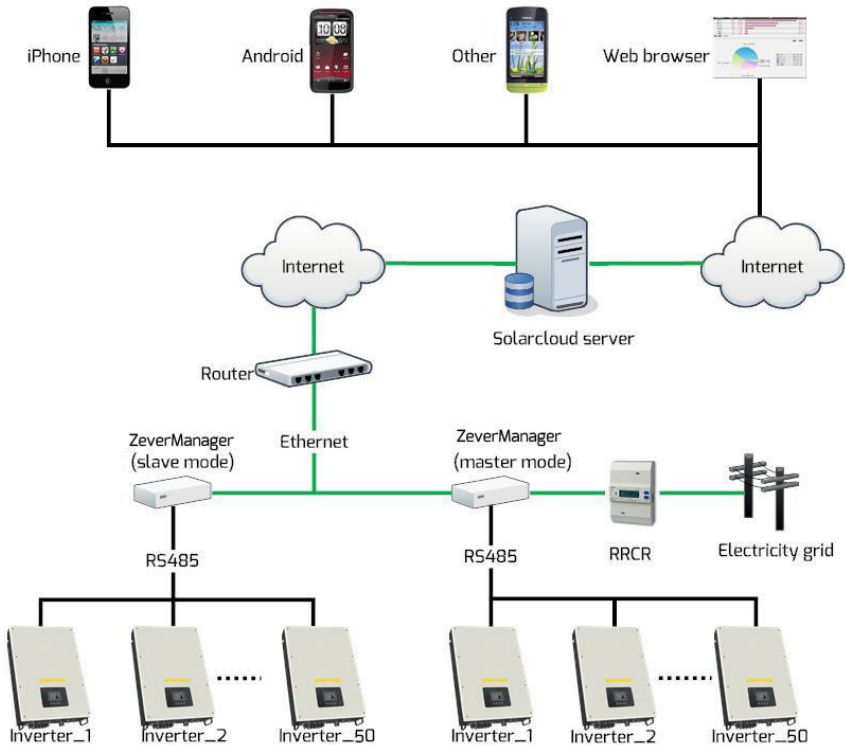 iPhone
Android
Other
Web browser
Internet
Internet
Solarcloud server
Router
ZeverManager
(slave mode)
Ethernet
ZeverManager
(master mode)
RRCR
Electricity grid
RS485
RS485
Inverter_1
Inverter_2
Inverter_50
Inverter_1
Inverter_2
Inverter_50